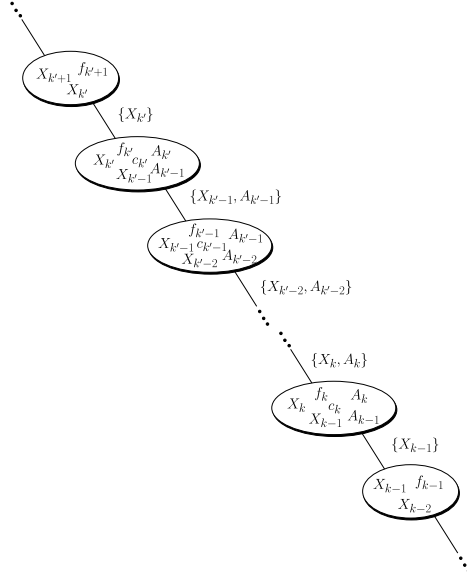 X_{k'+1} f_{k'+1}
X_{k'}
{X_{k'}}
f_{k'} A_{k'}
X_{k'} c_{k'}
X_{k'−1} A_{k'−1}
{X_{k'−1}, A_{k'−1}}
f_{k'−1} A_{k'−1}
X_{k'−1} c_{k'−1}
X_{k'−2} A_{k'−2}
{X_{k'−2}, A_{k'−2}}
{X_k, A_k}
f_k A_k
X_k c_k
X_{k−1} A_{k−1}
{X_{k−1}}
X_{k−1} f_{k−1}
X_{k−2}